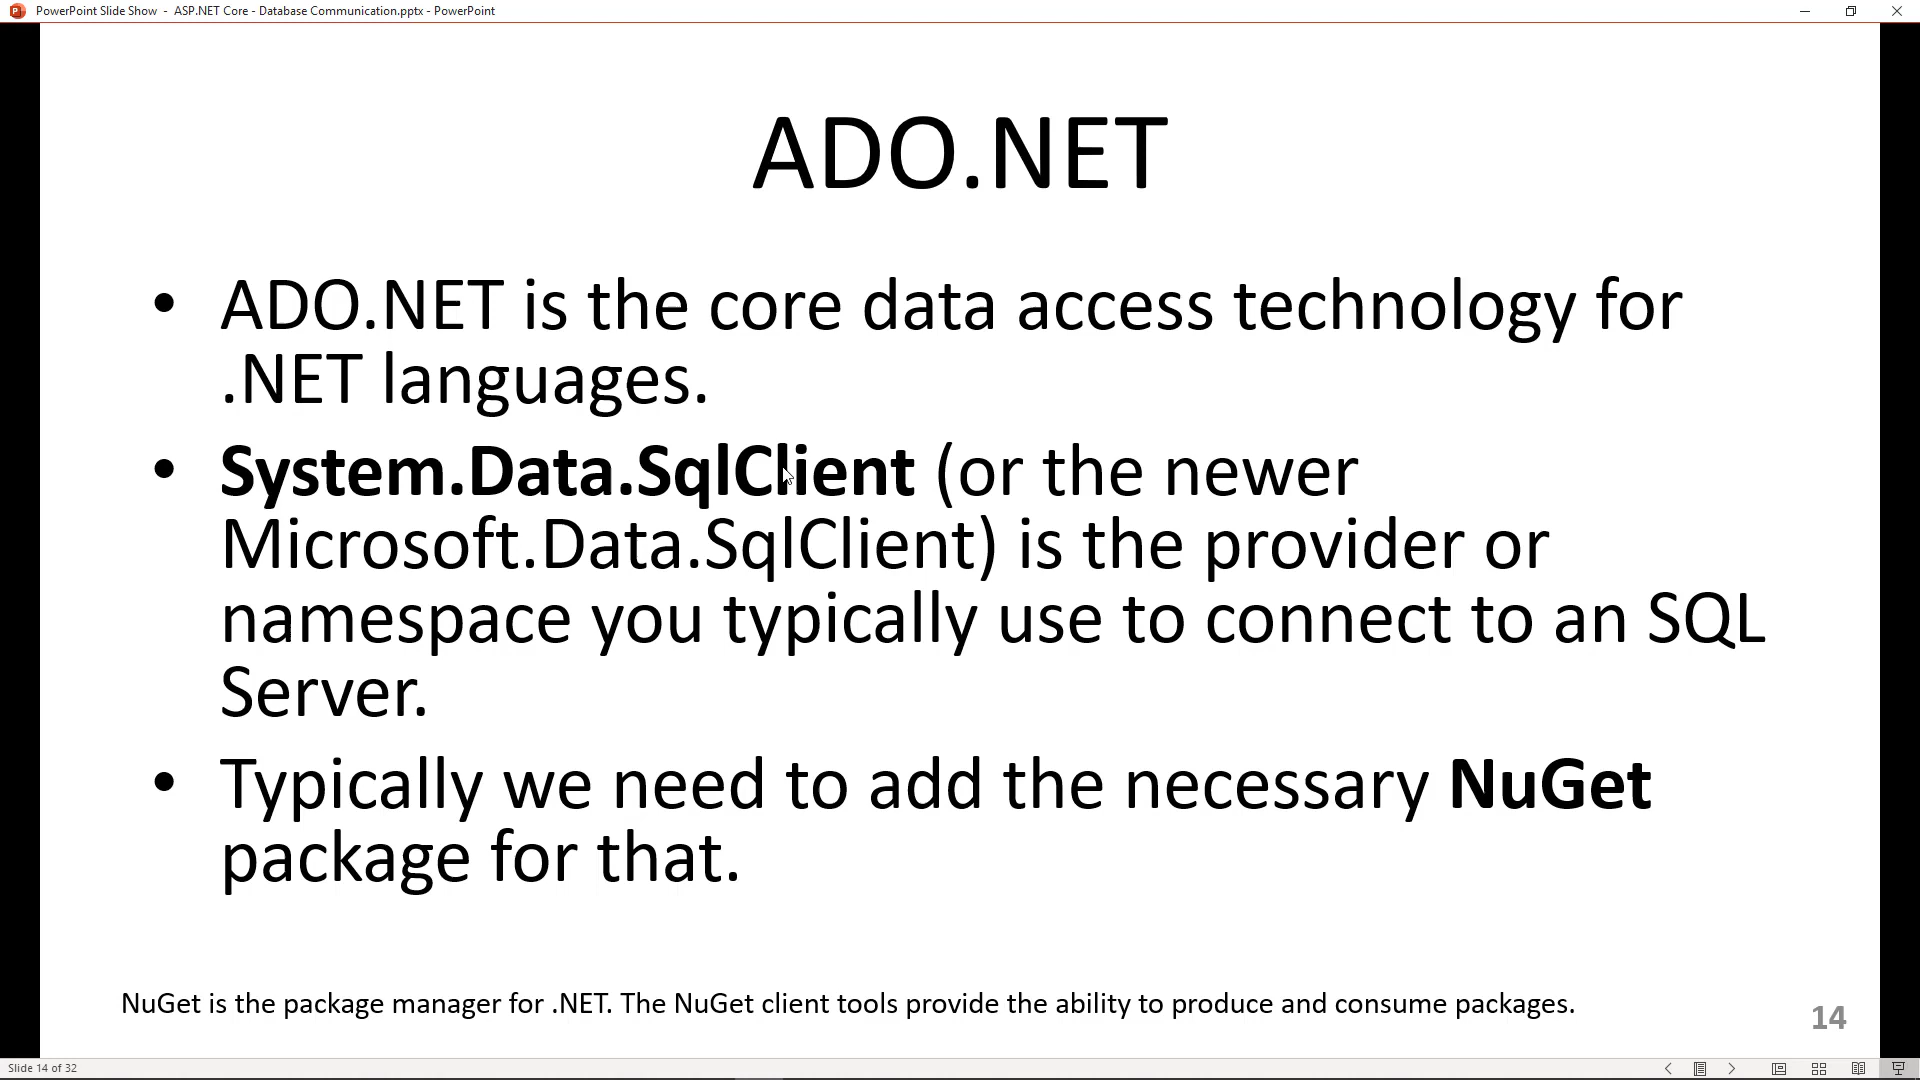 PowerPoint Slide Show - ASP.NET Core - Database Communication.pptx - PowerPoint
ADO.NET
• ADO.NET is the core data access technology for
.NET languages.
• System.Data.SqlClient (or the newer
Microsoft.Data.SqlClient) is the provider or
namespace you typically use to connect to an SQL
Server.
• Typically we need to add the necessary NuGet
package for that.
NuGet is the package manager for .NET. The NuGet client tools provide the ability to produce and consume packages.
14
Slide 14 of 32